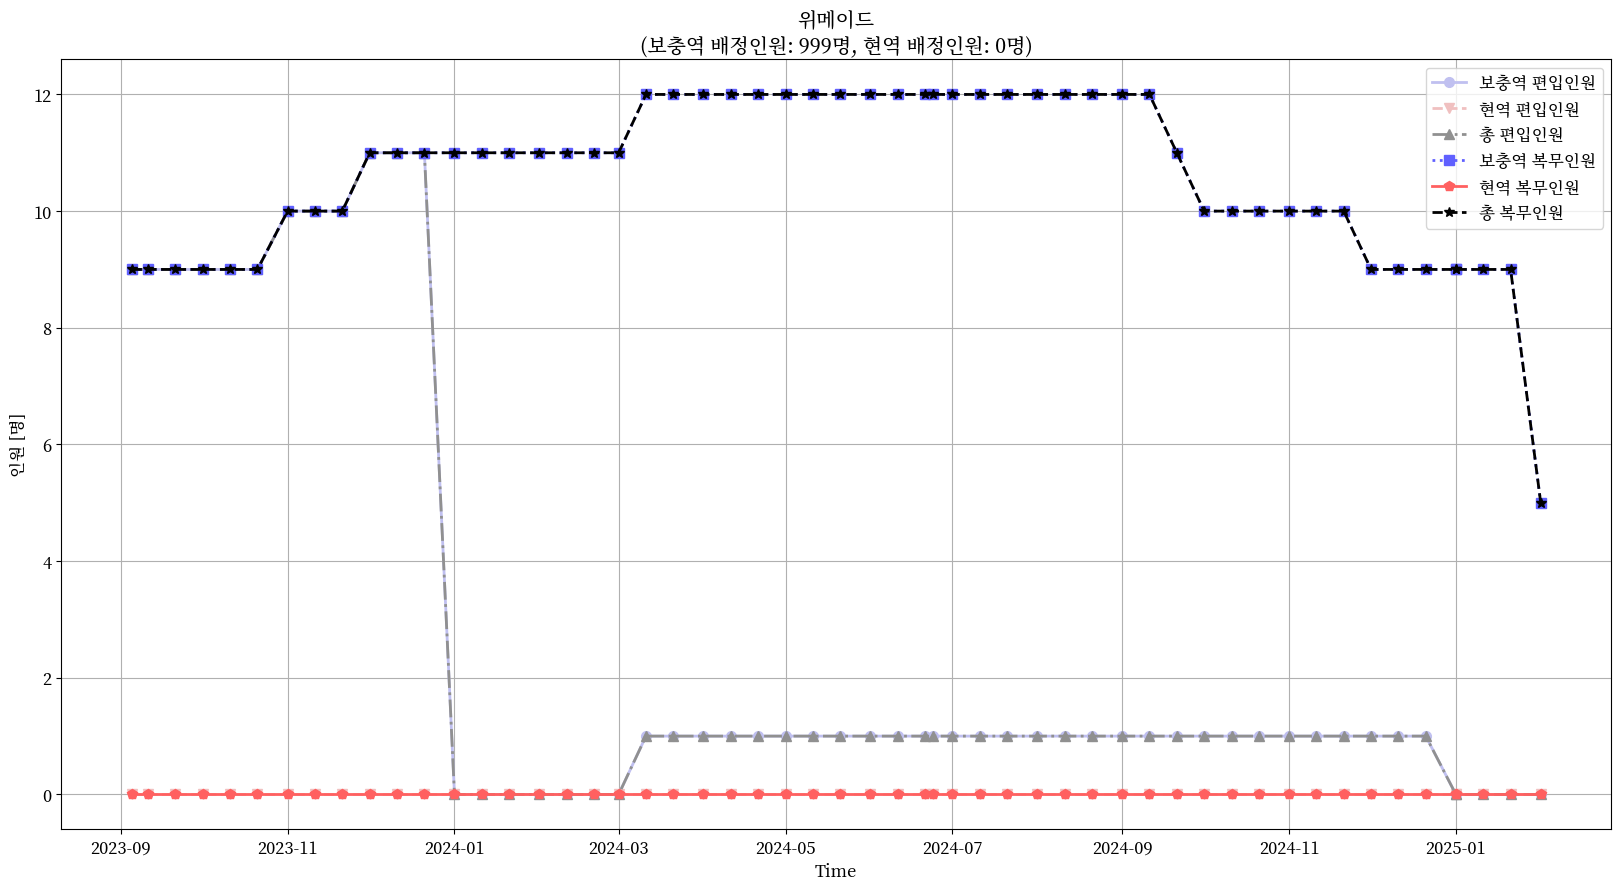 위메이드
(보충역 배정인원: 999명, 현역 배정인원: 0명)
보충역 편입인원
현역 편입인원
총 편입인원
보충역 복무인원
현역 복무인원
총 복무인원
인원 [명]
12
10
8
6
4
2
0
2023-09
2023-11
2024-01
2024-03
2024-05
2024-07
2024-09
2024-11
2025-01
Time